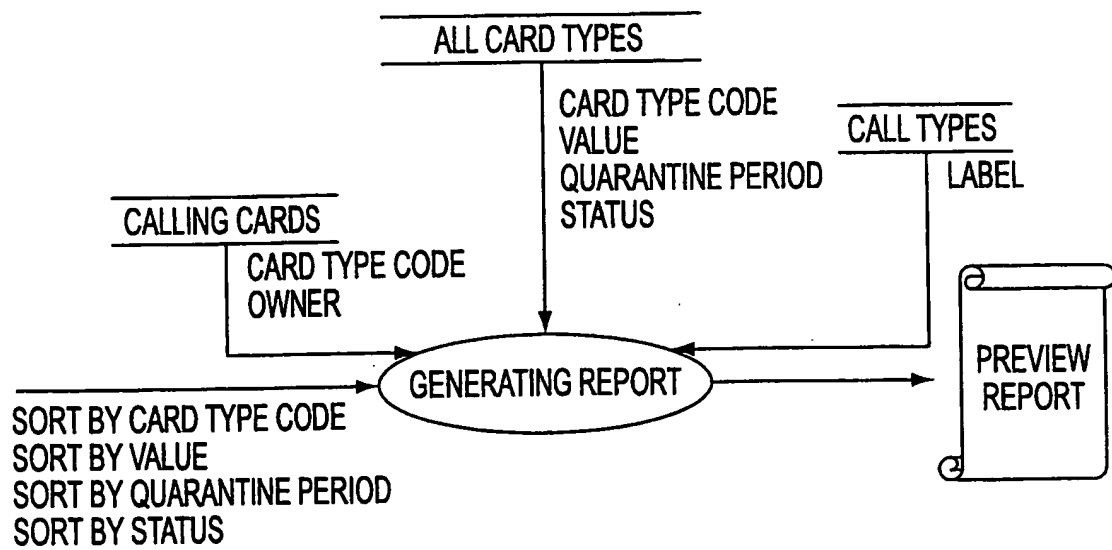 ALL CARD TYPES
CARD TYPE CODE
VALUE
QUARANTINE PERIOD
STATUS
CALL TYPES
LABEL
CALLING CARDS
CARD TYPE CODE
OWNER
GENERATING REPORT
PREVIEW
REPORT
SORT BY CARD TYPE CODE
SORT BY VALUE
SORT BY QUARANTINE PERIOD
SORT BY STATUS